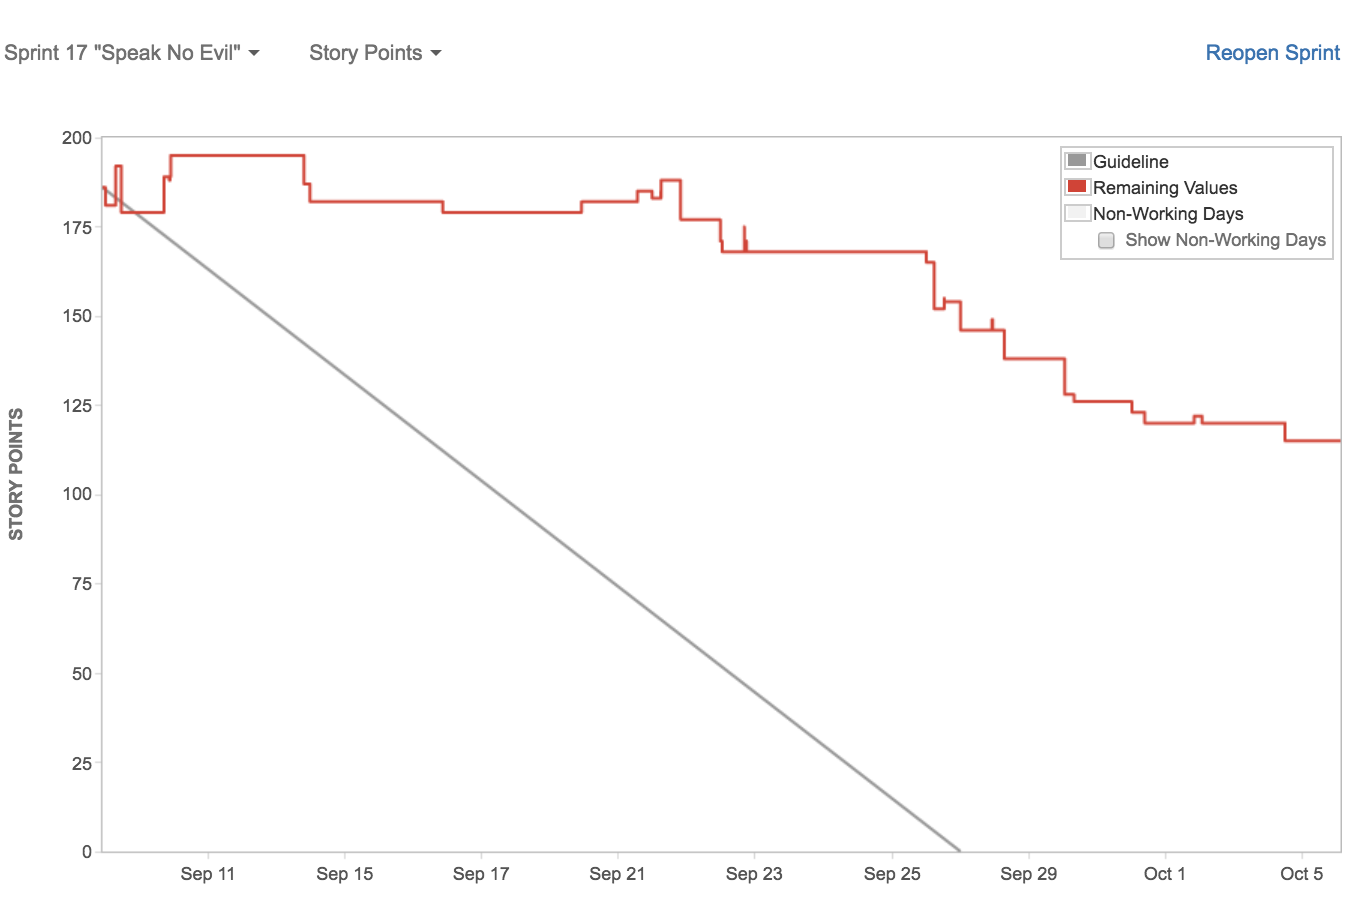 Sprint 17 "Speak No Evil" Story Points Reopen Sprint
200
175
150
125
100
75
50
25
0
STORY POINTS
Guideline
Remaining Values
Non-Working Days
Show Non-Working Days
Sep 11 Sep 15 Sep 17 Sep 21 Sep 23 Sep 25 Sep 29 Oct 1 Oct 5